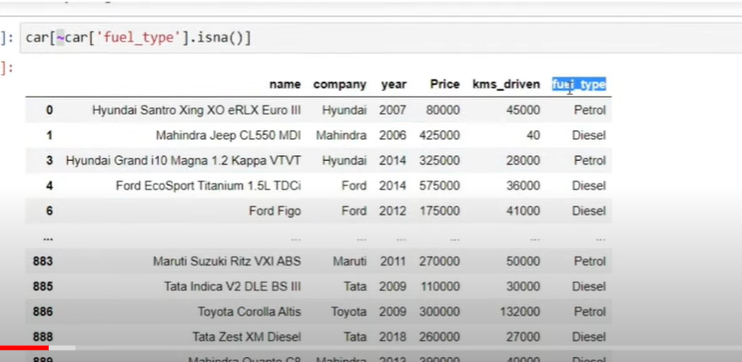 ]: car[~car['fuel_type'].isna()]
]:
name company year Price kms_driven fuel_type
0 Hyundai Santro Xing XO eRLX Euro III Hyundai 2007 80000 45000 Petrol
1 Mahindra Jeep CL550 MDI Mahindra 2006 425000 40 Diesel
3 Hyundai Grand i10 Magna 1.2 Kappa VTVT Hyundai 2014 325000 28000 Petrol
4 Ford EcoSport Titanium 1.5L TDCi Ford 2014 575000 36000 Diesel
6 Ford Figo Ford 2012 175000 41000 Diesel
... ... ... ... ... ... ...
883 Maruti Suzuki Ritz VXI ABS Maruti 2011 270000 50000 Petrol
885 Tata Indica V2 DLE BS III Tata 2009 110000 30000 Diesel
886 Toyota Corolla Altis Toyota 2009 300000 132000 Petrol
888 Tata Zest XM Diesel Tata 2018 260000 27000 Diesel
889 Mahindra Quanto C8 Mahindra 2013 390000 40000 Diesel